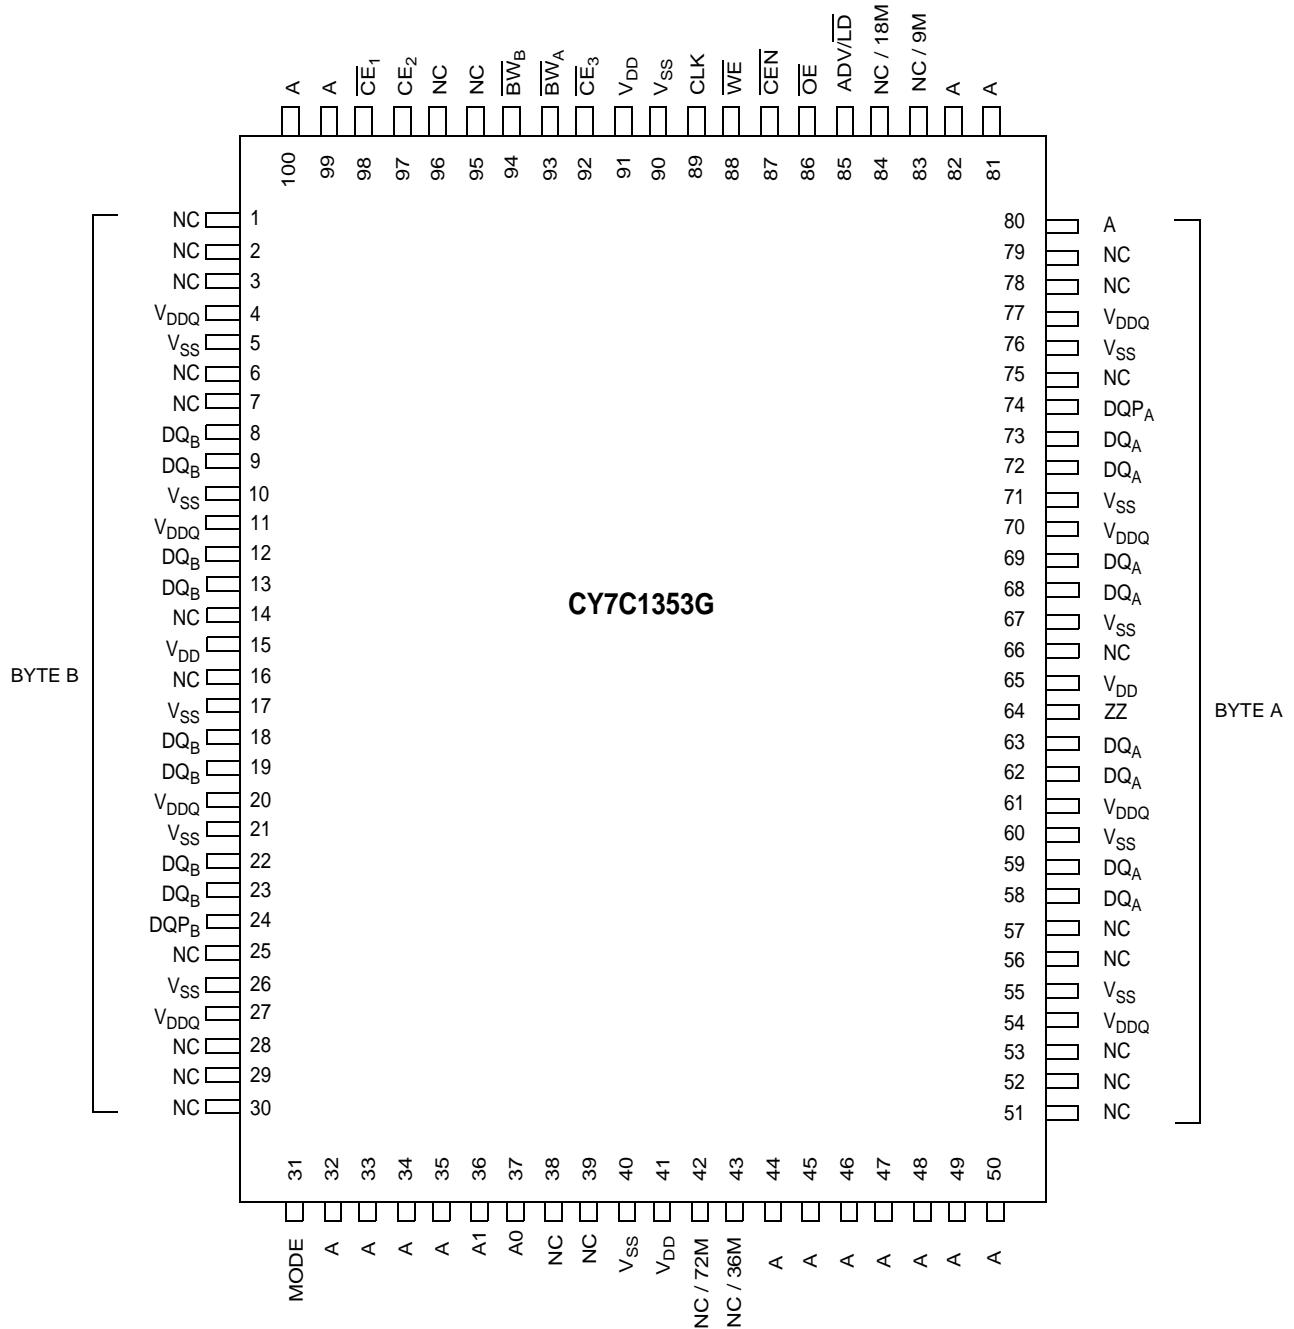 A A CE1 CE2 NC NC BWB BWA CE3 VDD VSS CLK WE CEN OE ADV/LD NC / 18M NC / 9M A A
100 99 98 97 96 95 94 93 92 91 90 89 88 87 86 85 84 83 82 81
NC 1
NC 2
NC 3
VDDQ 4
VSS 5
NC 6
NC 7
DQB 8
DQB 9
VSS 10
VDDQ 11
DQB 12
DQB 13
NC 14
VDD 15
NC 16
VSS 17
DQB 18
DQB 19
VDDQ 20
VSS 21
DQB 22
DQB 23
DQPB 24
NC 25
VSS 26
VDDQ 27
NC 28
NC 29
NC 30
BYTE B
CY7C1353G
80 A
79 NC
78 NC
77 VDDQ
76 VSS
75 NC
74 DQPA
73 DQA
72 DQA
71 VSS
70 VDDQ
69 DQA
68 DQA
67 VSS
66 NC
65 VDD
64 ZZ
63 DQA
62 DQA
61 VDDQ
60 VSS
59 DQA
58 DQA
57 NC
56 NC
55 VSS
54 VDDQ
53 NC
52 NC
51 NC
BYTE A
31 32 33 34 35 36 37 38 39 40 41 42 43 44 45 46 47 48 49 50
MODE A A A A A1 A0 NC NC VSS VDD NC / 72M NC / 36M A A A A A A A